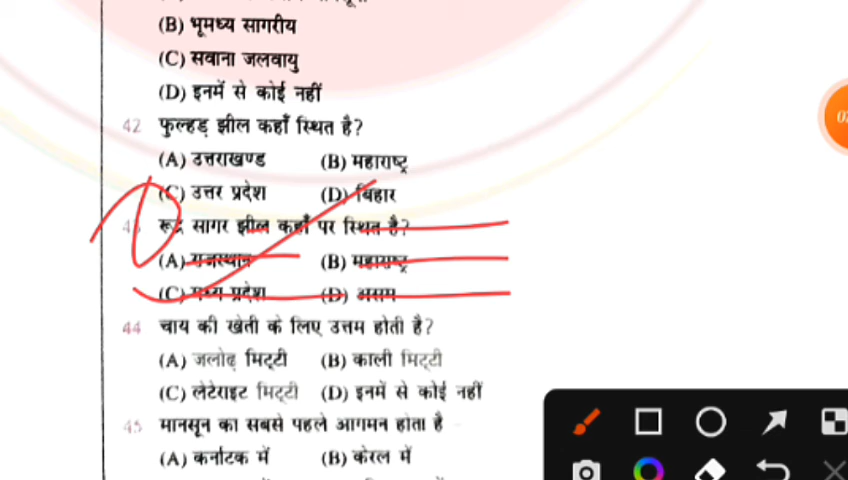 (B) भूमध्य सागरीय
(C) सवाना जलवायु
(D) इनमें से कोई नहीं
42 फुल्हड़ झील कहाँ स्थित है?
(A) उत्तराखण्ड (B) महाराष्ट्र
(C) उत्तर प्रदेश (D) बिहार
रूद्र सागर झील कहाँ पर स्थित है?
(A) राजस्थान (B) महाराष्ट्र
(C) मध्य प्रदेश (D) असम
44 चाय की खेती के लिए उत्तम होती है?
(A) जलोढ़ मिट्टी (B) काली मिट्टी
(C) लेटेराइट मिट्टी (D) इनमें से कोई नहीं
45 मानसून का सबसे पहले आगमन होता है
(A) कर्नाटक में (B) केरल में